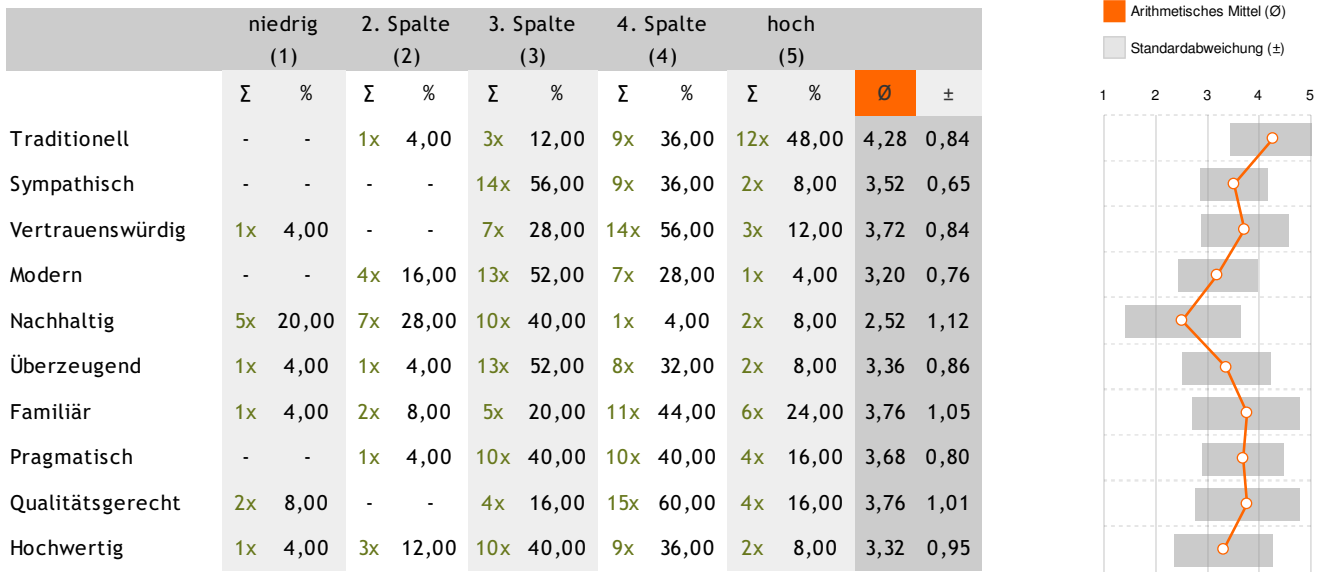 niedrig 2. Spalte 3. Spalte 4. Spalte hoch
(1) (2) (3) (4) (5)
Σ % Σ % Σ % Σ % Σ % Ø ±
Traditionell - - 1x 4,00 3x 12,00 9x 36,00 12x 48,00 4,28 0,84
Sympathisch - - - - 14x 56,00 9x 36,00 2x 8,00 3,52 0,65
Vertrauenswürdig 1x 4,00 - - 7x 28,00 14x 56,00 3x 12,00 3,72 0,84
Modern - - 4x 16,00 13x 52,00 7x 28,00 1x 4,00 3,20 0,76
Nachhaltig 5x 20,00 7x 28,00 10x 40,00 1x 4,00 2x 8,00 2,52 1,12
Überzeugend 1x 4,00 1x 4,00 13x 52,00 8x 32,00 2x 8,00 3,36 0,86
Familiär 1x 4,00 2x 8,00 5x 20,00 11x 44,00 6x 24,00 3,76 1,05
Pragmatisch - - 1x 4,00 10x 40,00 10x 40,00 4x 16,00 3,68 0,80
Qualitätsgerecht 2x 8,00 - - 4x 16,00 15x 60,00 4x 16,00 3,76 1,01
Hochwertig 1x 4,00 3x 12,00 10x 40,00 9x 36,00 2x 8,00 3,32 0,95
Arithmetisches Mittel (Ø)
Standardabweichung (±)
1 2 3 4 5